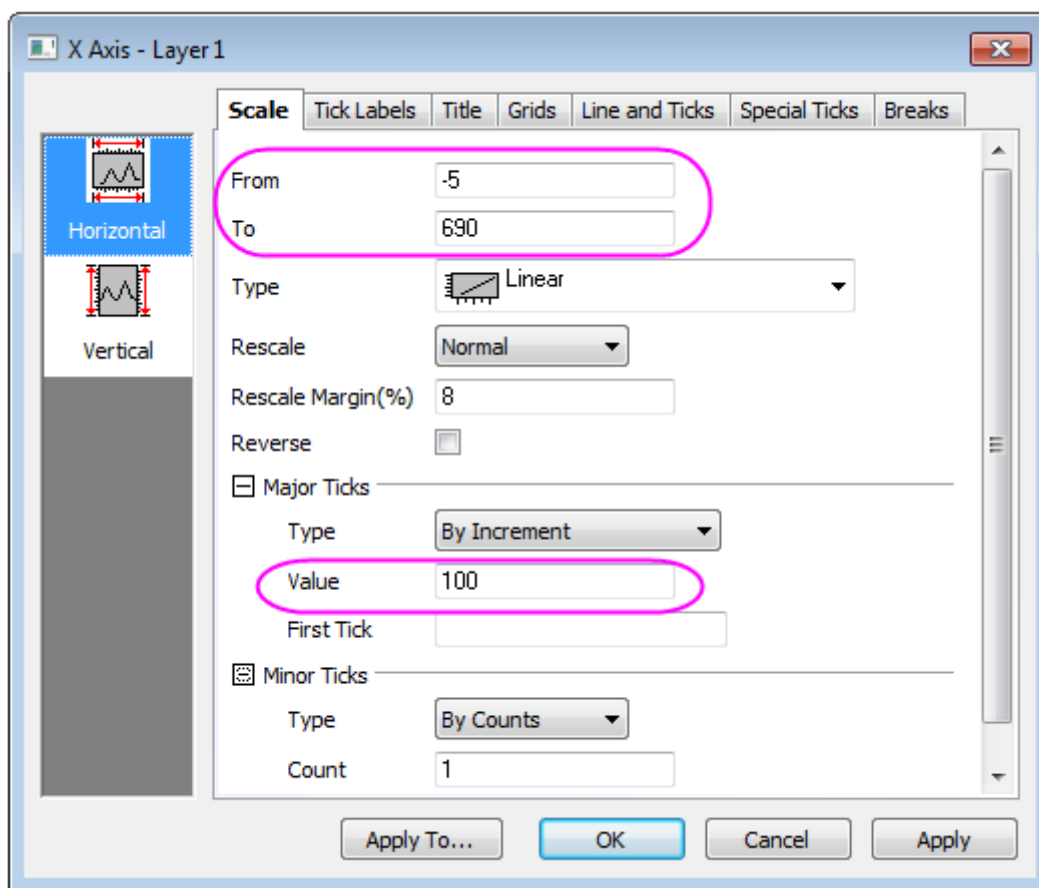 X Axis - Layer 1
Scale Tick Labels Title Grids Line and Ticks Special Ticks Breaks
Horizontal
Vertical
From -5
To 690
Type Linear
Rescale Normal
Rescale Margin(%) 8
Reverse
Major Ticks
Type By Increment
Value 100
First Tick
Minor Ticks
Type By Counts
Count 1
Apply To... OK Cancel Apply